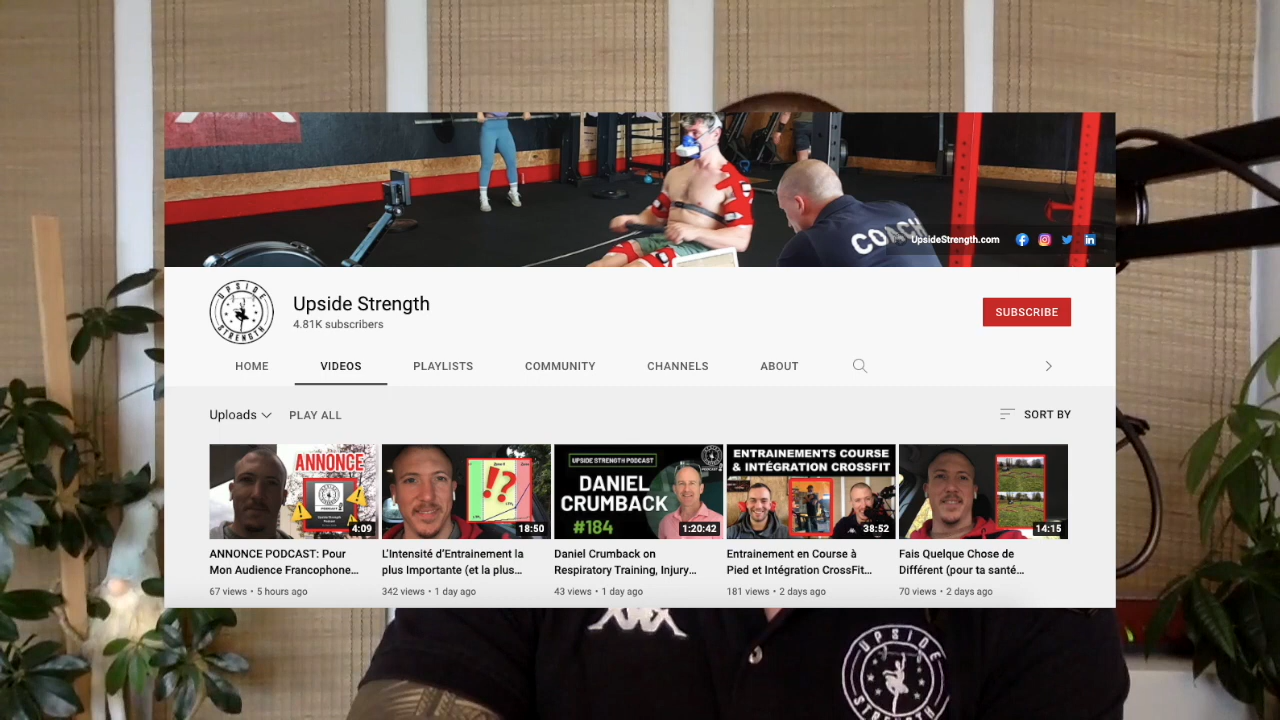 COACH
UpsideStrength.com
UPSIDE
STRENGTH
Upside Strength
4.81K subscribers
SUBSCRIBE
HOME
VIDEOS
PLAYLISTS
COMMUNITY
CHANNELS
ABOUT
Uploads
PLAY ALL
SORT BY
ANNONCE
4:09
!?
18:50
UPSIDE STRENGTH PODCAST
DANIEL
CRUMBACK
#184
1:20:42
ENTRAINEMENTS COURSE
& INTÉGRATION CROSSFIT
38:52
14:15
ANNONCE PODCAST: Pour
Mon Audience Francophone...
67 views • 5 hours ago
L'Intensité d'Entrainement la
plus Importante (et la plus...
342 views • 1 day ago
Daniel Crumback on
Respiratory Training, Injury...
43 views • 1 day ago
Entrainement en Course à
Pied et Intégration CrossFit...
181 views • 2 days ago
Fais Quelque Chose de
Différent (pour ta santé...
70 views • 2 days ago
UPSIDE
STRENGTH